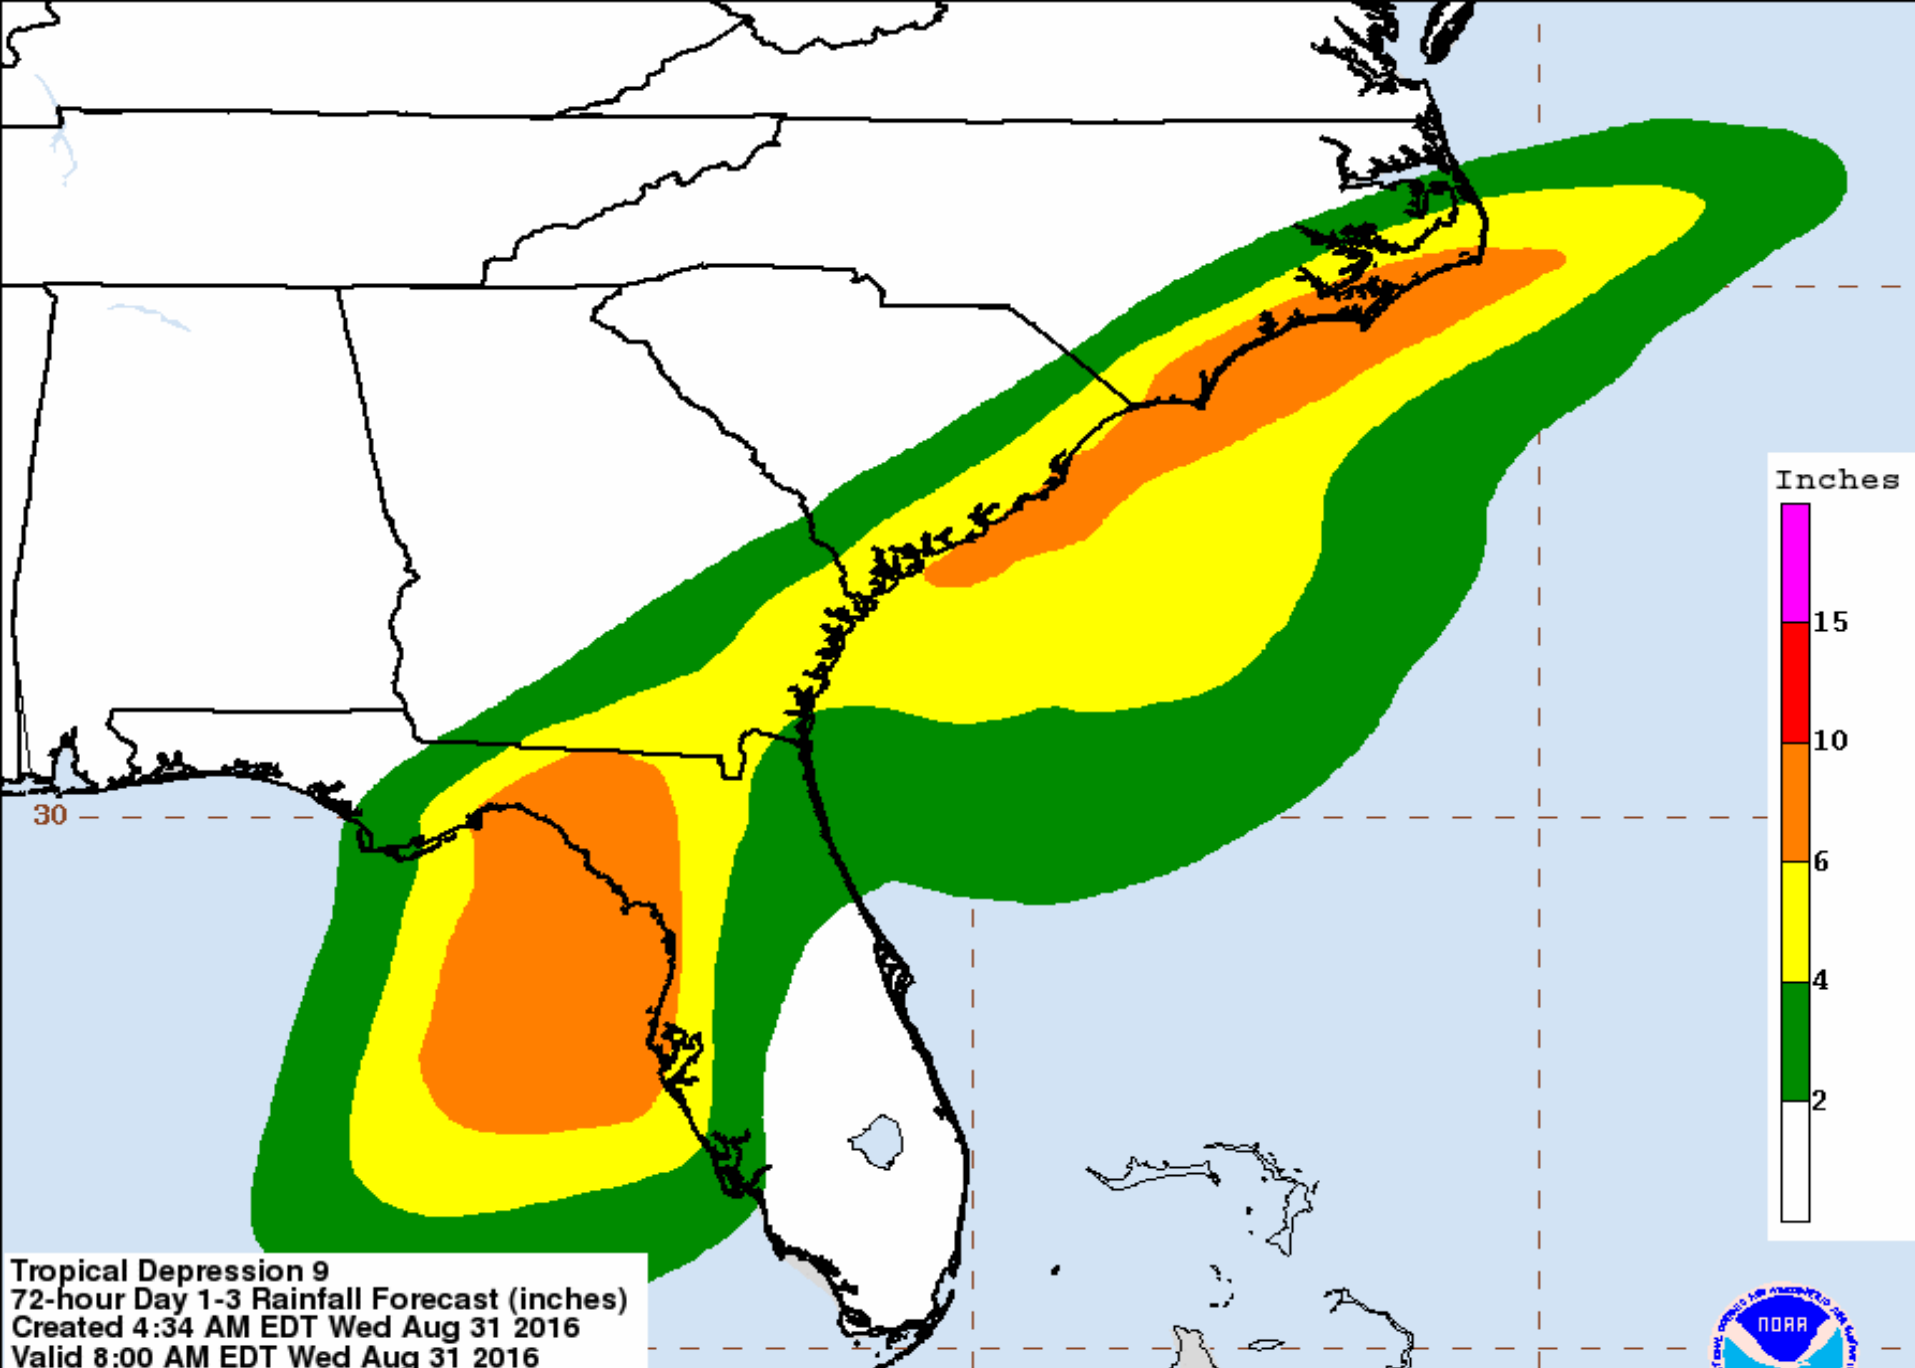 Inches
15
10
6
4
2
30
Tropical Depression 9
72-hour Day 1-3 Rainfall Forecast (inches)
Created 4:34 AM EDT Wed Aug 31 2016
Valid 8:00 AM EDT Wed Aug 31 2016
NOAA